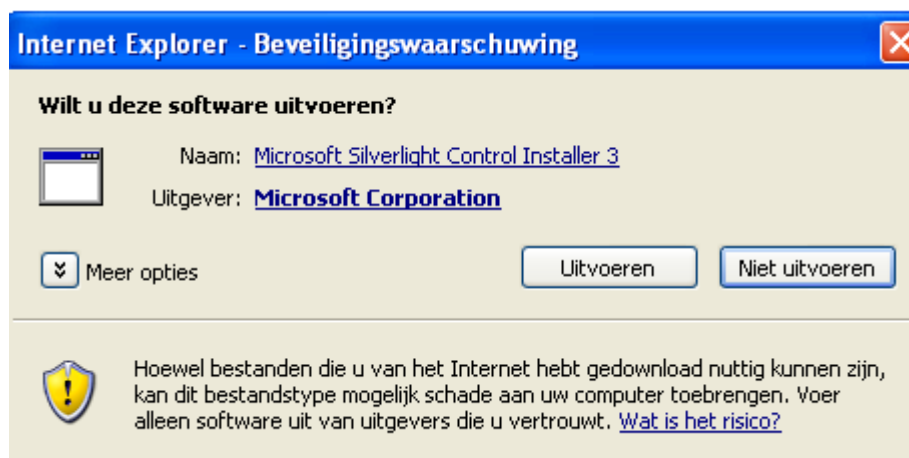 Internet Explorer - Beveiligingswaarschuwing
Wilt u deze software uitvoeren?
Naam: Microsoft Silverlight Control Installer 3
Uitgever: Microsoft Corporation
Meer opties
Uitvoeren
Niet uitvoeren
Hoewel bestanden die u van het Internet hebt gedownload nuttig kunnen zijn,
kan dit bestandstype mogelijk schade aan uw computer toebrengen. Voer
alleen software uit van uitgevers die u vertrouwt. Wat is het risico?